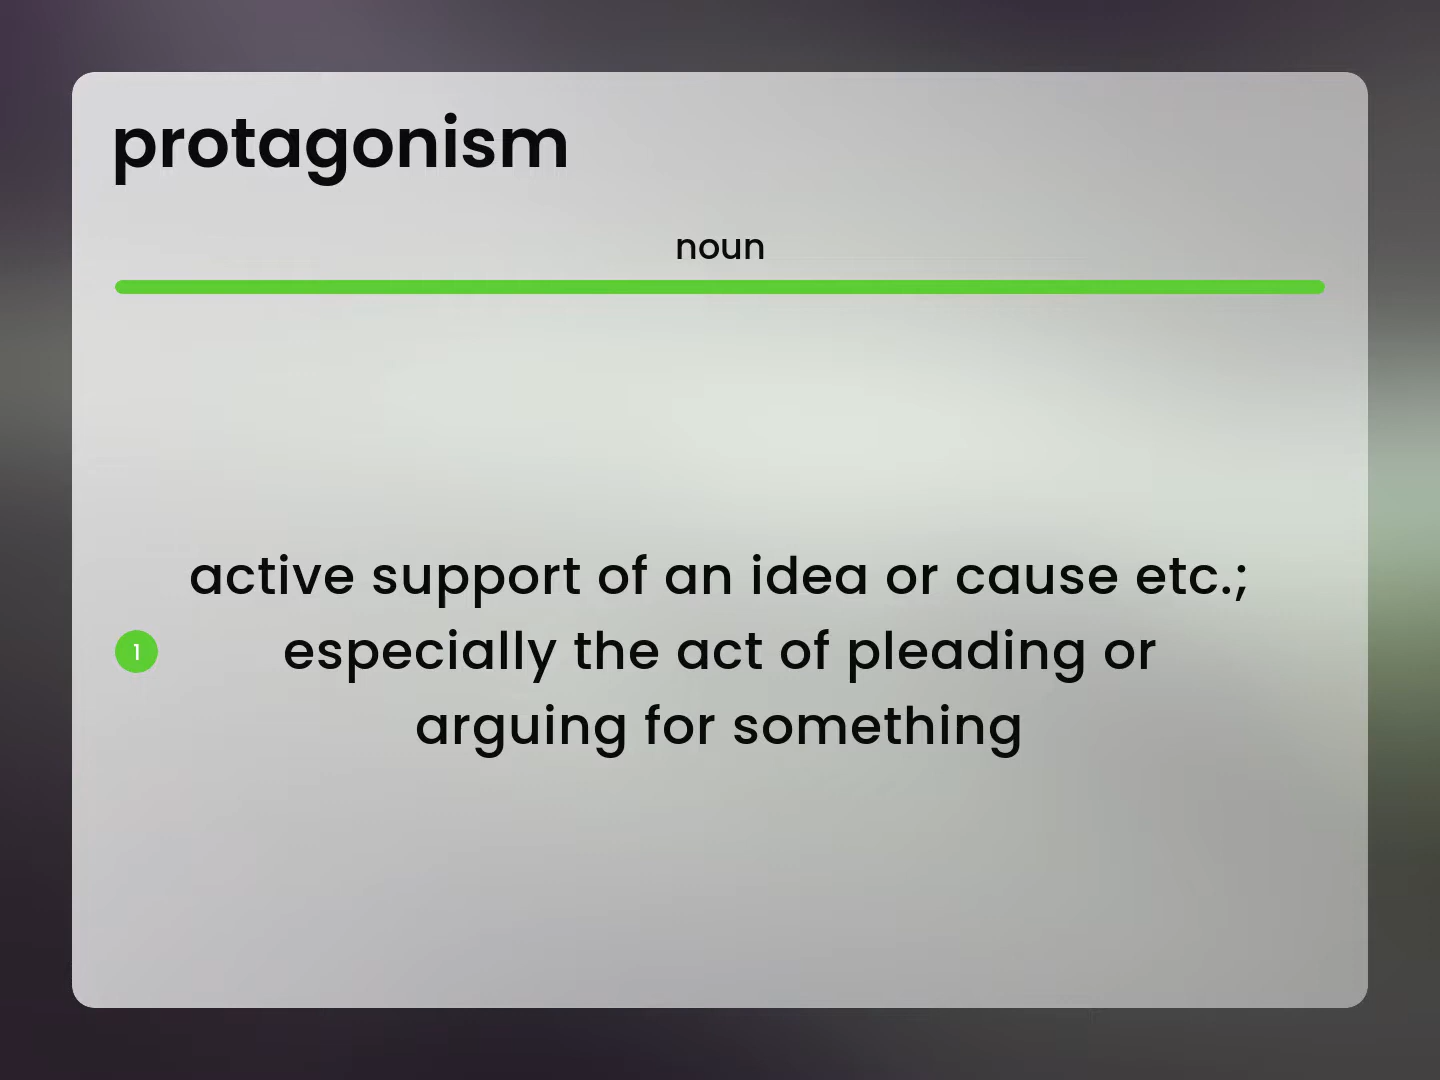 protagonism
noun
active support of an idea or cause etc.;
1 especially the act of pleading or
arguing for something